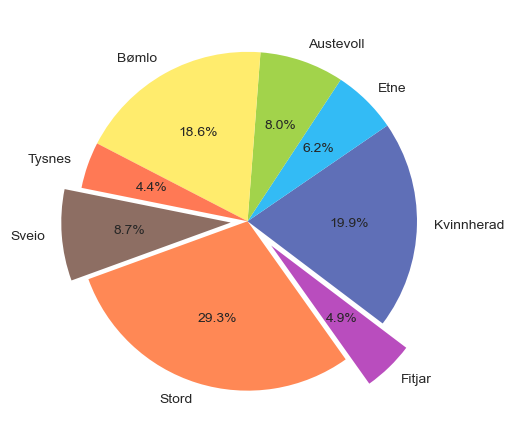 Austevoll
Bømlo
Etne
8.0%
18.6%
6.2%
Tysnes
4.4%
19.9%
Kvinnherad
Sveio
8.7%
29.3%
4.9%
Fitjar
Stord